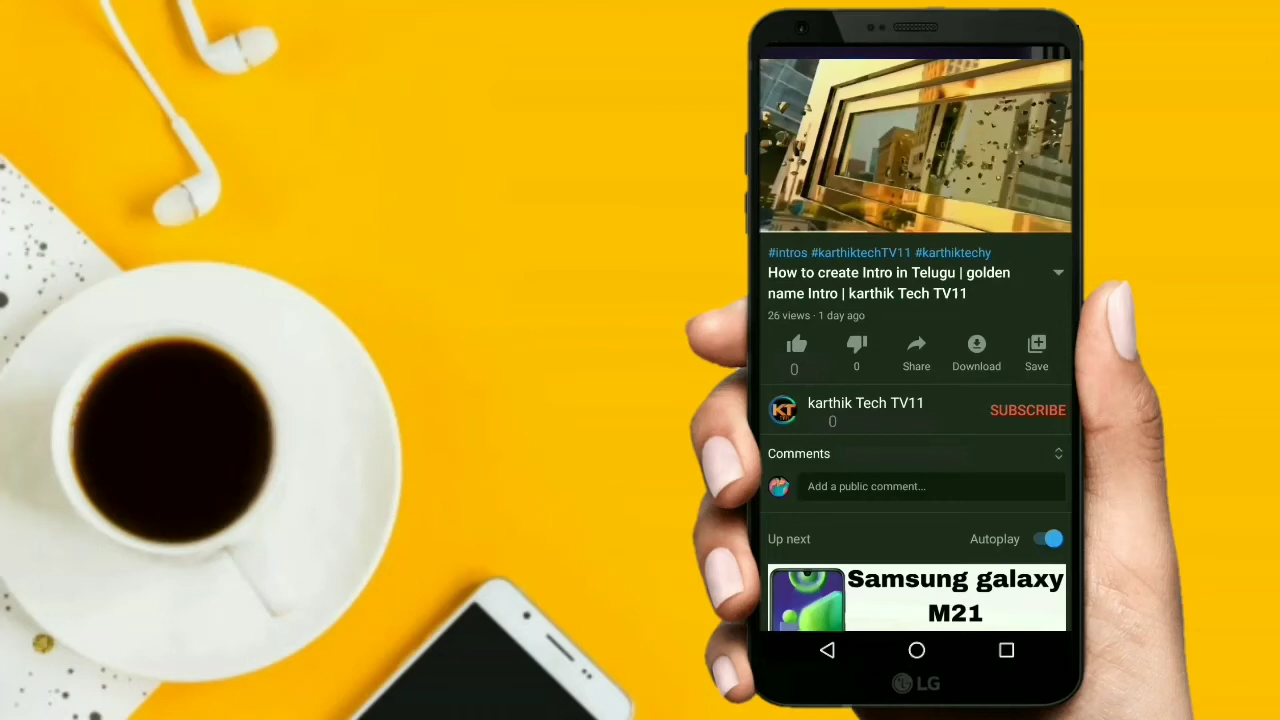 #intros #karthiktechTV11 #karthiktechy
How to create Intro in Telugu | golden
name Intro | karthik Tech TV11
26 views · 1 day ago
0
0
Share
Download
Save
KT
karthik Tech TV11
0
SUBSCRIBE
Comments
Add a public comment...
Up next
Autoplay
Samsung galaxy
M21
LG